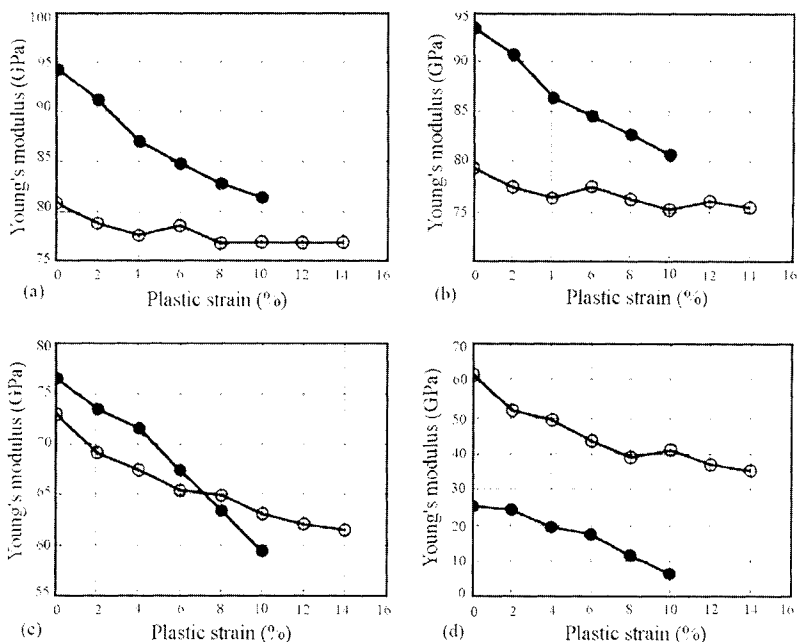 100
95
90
85
80
75
Young's modulus (GPa)
0 2 4 6 8 10 12 14 16
(a)
Plastic strain (%)
95
90
85
80
75
Young's modulus (GPa)
0 2 4 6 8 10 12 14 16
(b)
Plastic strain (%)
80
75
70
65
60
55
Young's modulus (GPa)
0 2 4 6 8 10 12 14 16
(c)
Plastic strain (%)
70
60
50
40
30
20
10
0
Young's modulus (GPa)
0 2 4 6 8 10 12 14 16
(d)
Plastic strain (%)